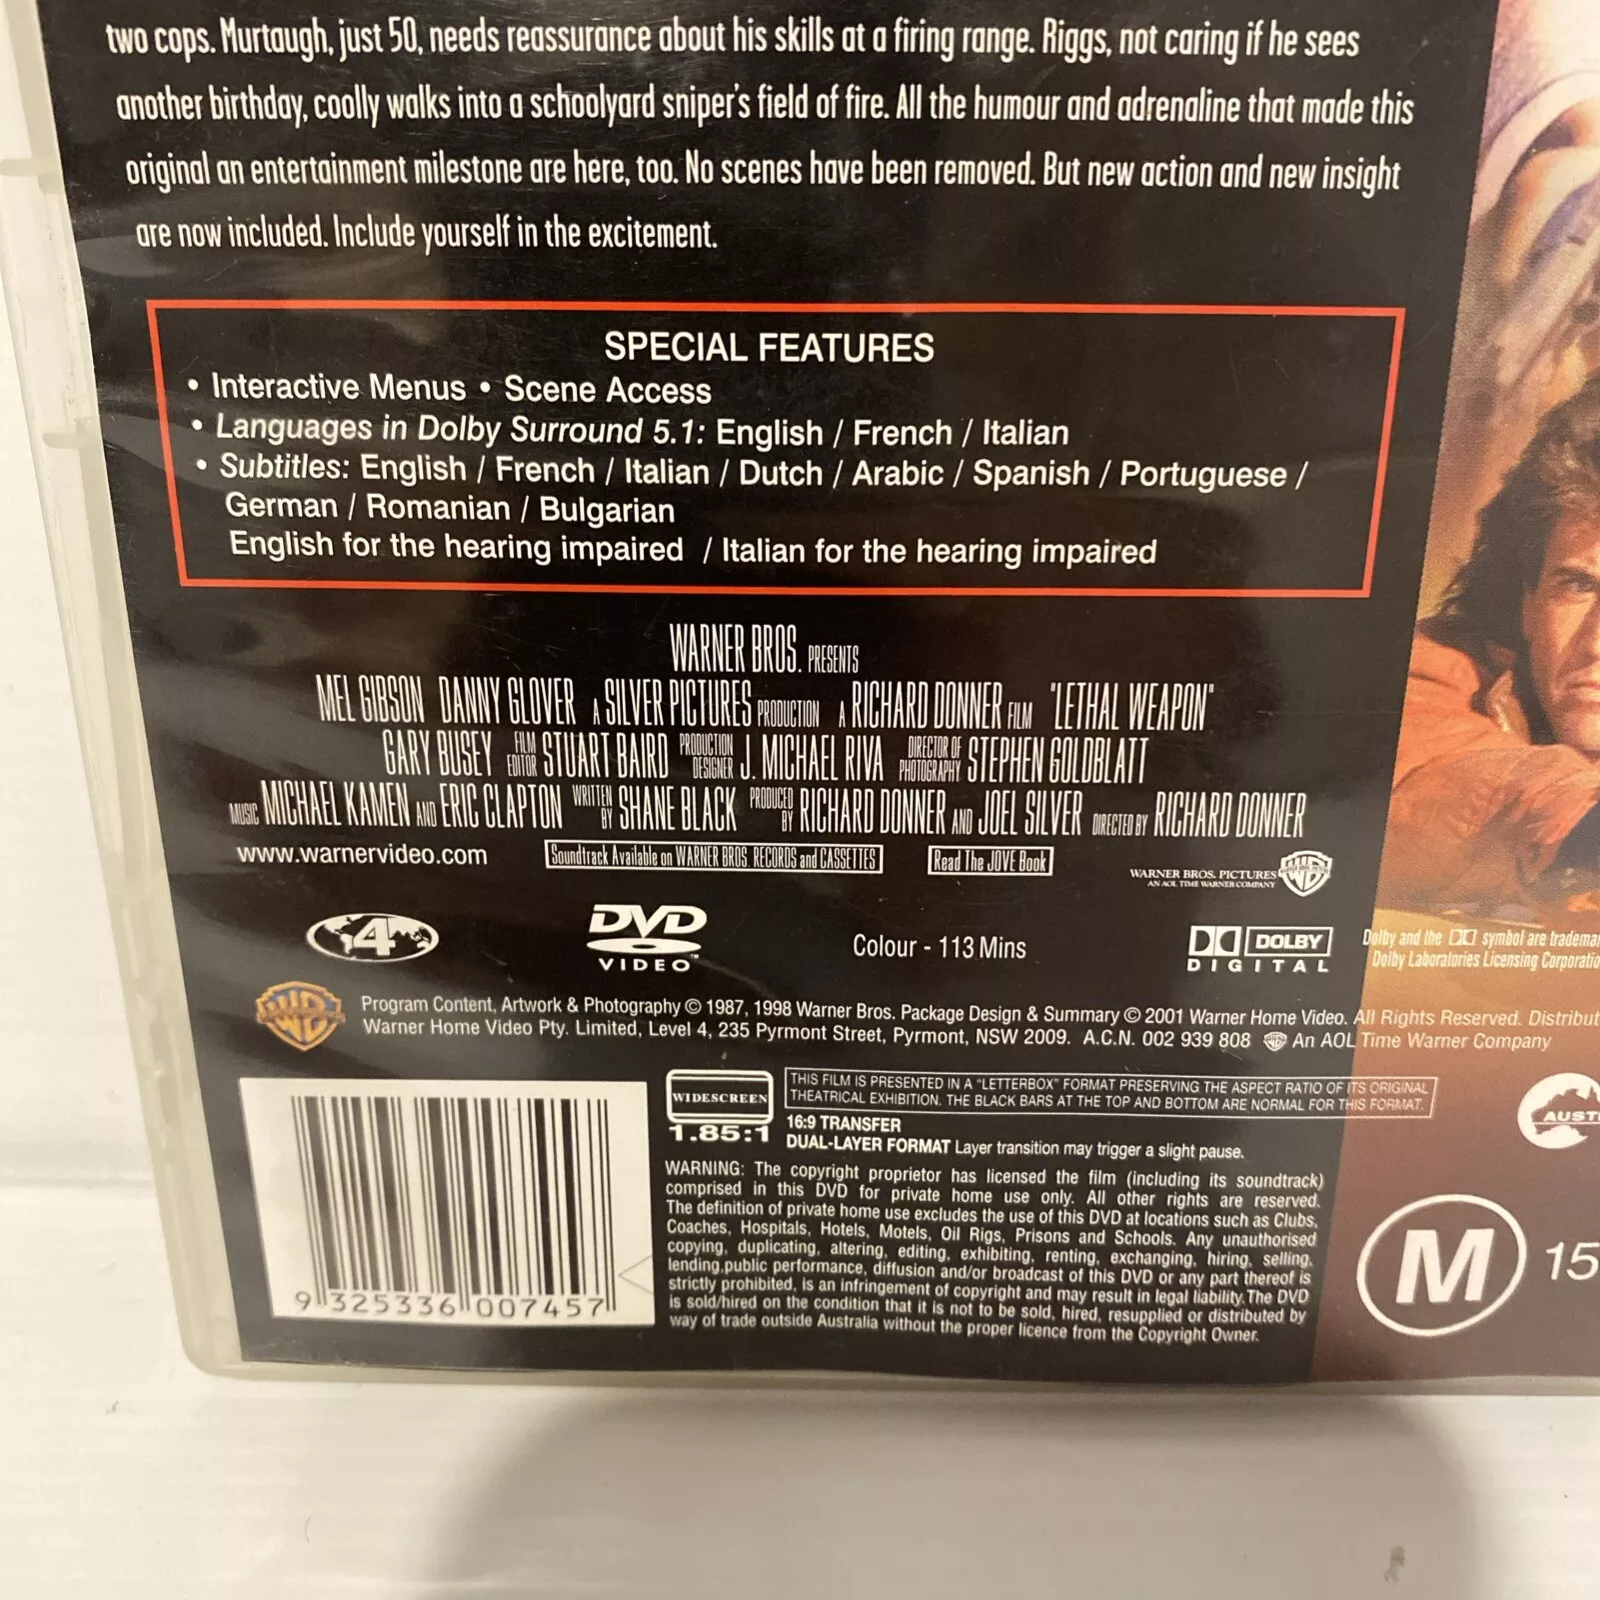 two cops. Murtaugh, just 50, needs reassurance about his skills at a firing range. Riggs, not caring if he sees
another birthday, coolly walks into a schoolyard sniper's field of fire. All the humour and adrenaline that made this
original an entertainment milestone are here, too. No scenes have been removed. But new action and new insight
are now included. Include yourself in the excitement.
SPECIAL FEATURES
• Interactive Menus • Scene Access
• Languages in Dolby Surround 5.1: English / French / Italian
• Subtitles: English / French / Italian / Dutch / Arabic / Spanish / Portuguese /
German / Romanian / Bulgarian
English for the hearing impaired / Italian for the hearing impaired
WARNER BROS. PRESENTS
MEL GIBSON DANNY GLOVER A SILVER PICTURES PRODUCTION A RICHARD DONNER FILM "LETHAL WEAPON"
GARY BUSEY FILM EDITOR STUART BAIRD PRODUCTION DESIGNER J. MICHAEL RIVA DIRECTOR OF PHOTOGRAPHY STEPHEN GOLDBLATT
MUSIC MICHAEL KAMEN AND ERIC CLAPTON WRITTEN BY SHANE BLACK PRODUCED BY RICHARD DONNER AND JOEL SILVER DIRECTED BY RICHARD DONNER
www.warnervideo.com Soundtrack Available on WARNER BROS. RECORDS and CASSETTES Read The JOVE Book
WARNER BROS. PICTURES
AN AOL TIME WARNER COMPANY
4 DVD VIDEO Colour - 113 Mins DOLBY DIGITAL
Dolby and the symbol are
Dolby Laboratories Licensing
Program Content, Artwork & Photography © 1987, 1998 Warner Bros. Package Design & Summary © 2001 Warner Home Video. All Rights Reserved.
Warner Home Video Pty. Limited, Level 4, 235 Pyrmont Street, Pyrmont, NSW 2009. A.C.N. 002 939 808 An AOL Time Warner Company
WIDESCREEN
1.85:1
THIS FILM IS PRESENTED IN A "LETTERBOX" FORMAT PRESERVING THE ASPECT RATIO OF ITS ORIGINAL
THEATRICAL EXHIBITION. THE BLACK BARS AT THE TOP AND BOTTOM ARE NORMAL FOR THIS FORMAT.
16:9 TRANSFER
DUAL-LAYER FORMAT Layer transition may trigger a slight pause.
WARNING: The copyright proprietor has licensed the film (including its soundtrack)
comprised in this DVD for private home use only. All other rights are reserved.
The definition of private home use excludes the use of this DVD at locations such as Clubs,
Coaches, Hospitals, Hotels, Motels, Oil Rigs, Prisons and Schools. Any unauthorised
copying, duplicating, altering, editing, exhibiting, renting, exchanging, hiring, selling,
lending,public performance, diffusion and/or broadcast of this DVD or any part thereof is
strictly prohibited, is an infringement of copyright and may result in legal liability.The DVD
is sold/hired on the condition that it is not to be sold, hired, resupplied or distributed by
way of trade outside Australia without the proper licence from the Copyright Owner.
9 325336 007457
M 15